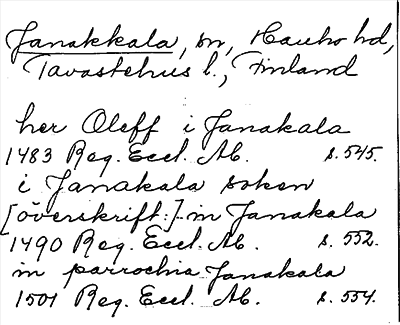 Janakkala, sn, Hauho hd,
Tavastehus l., Finland
her Oleff i Janakala
1483 Reg. Eccl. Ab. s. 545.
i Janakala soken
[överskrift:] in Janakala
1490 Reg. Eccl. Ab. s. 552.
in parrochia Janakala
1501 Reg. Eccl. Ab. s. 554.